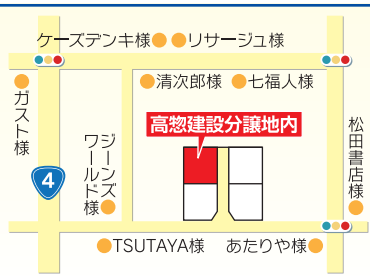 ケーズデンキ様
リサージュ様
清次郎様
七福人様
ガスト様
高惣建設分譲地内
ジーンズ
ワールド様
松田書店様
4
TSUTAYA様
あたりや様